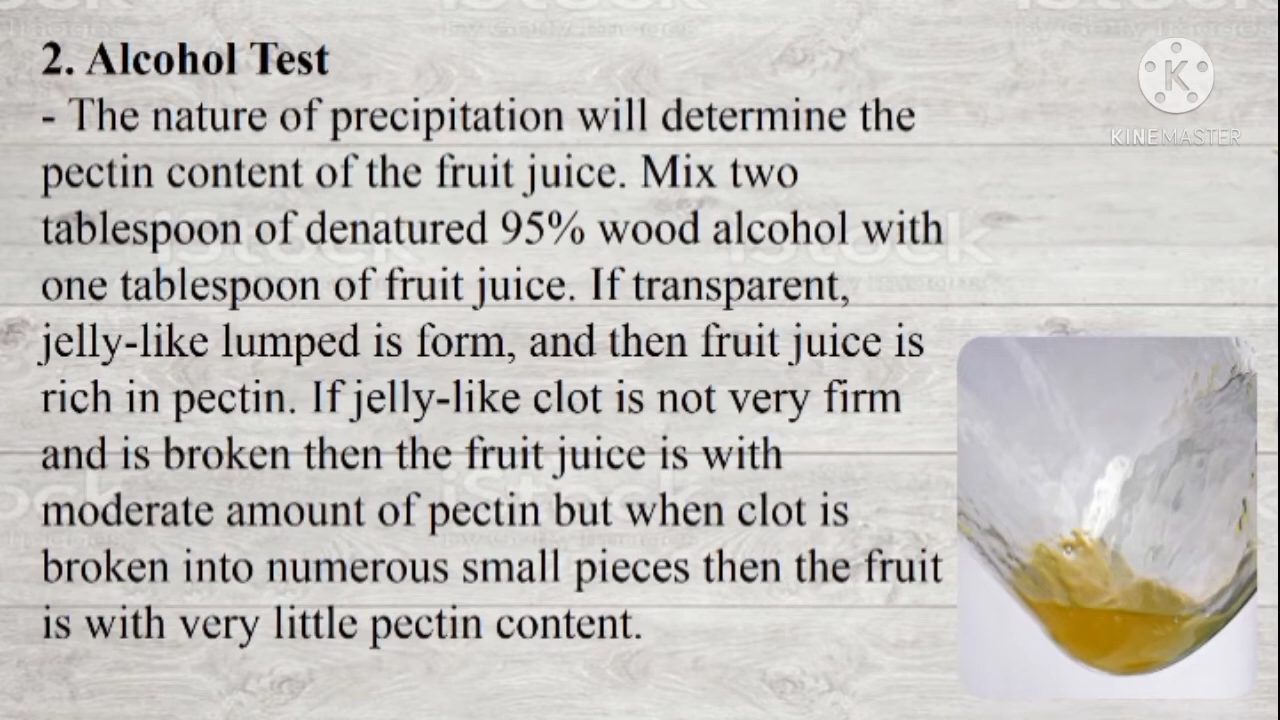 2. Alcohol Test
- The nature of precipitation will determine the
pectin content of the fruit juice. Mix two
tablespoon of denatured 95% wood alcohol with
one tablespoon of fruit juice. If transparent,
jelly-like lumped is form, and then fruit juice is
rich in pectin. If jelly-like clot is not very firm
and is broken then the fruit juice is with
moderate amount of pectin but when clot is
broken into numerous small pieces then the fruit
is with very little pectin content.
K
KINEMASTER
iStock
iStock